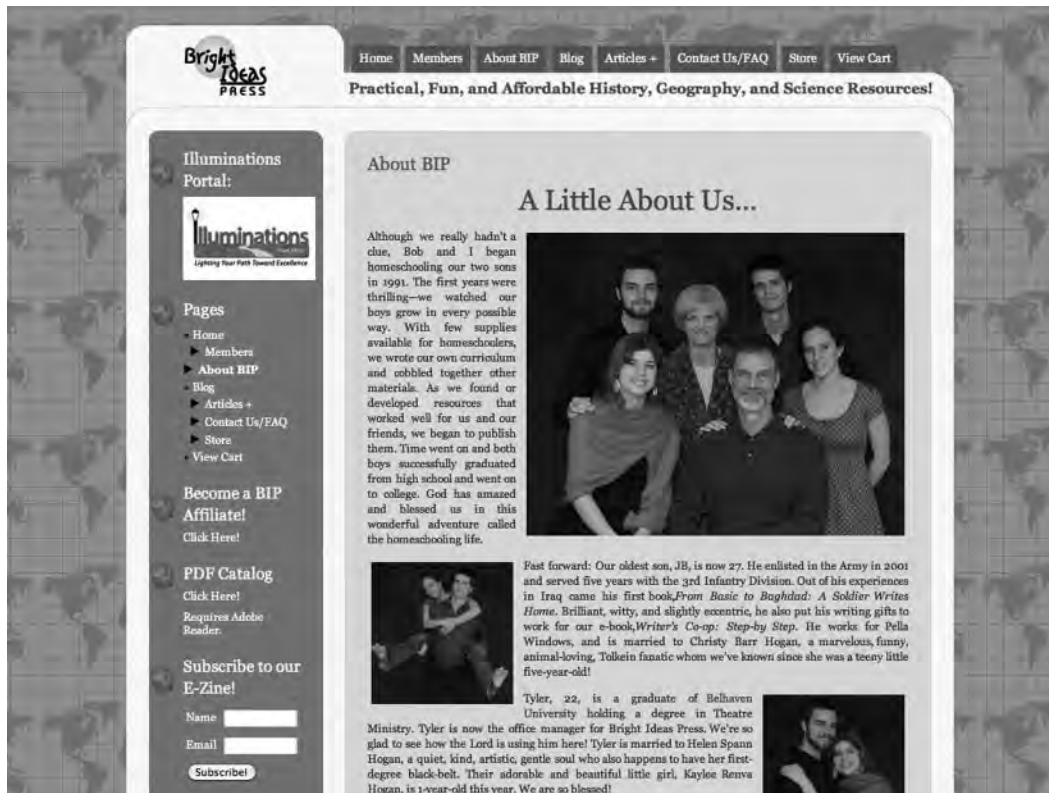 Bright
Ideas
PRESS
Home Members About BIP Blog Articles + Contact Us/FAQ Store View Cart
Practical, Fun, and Affordable History, Geography, and Science Resources!
Illuminations
Portal:
Illuminations
Lighting Your Path Toward Excellence
Pages
Home
Members
About BIP
Blog
Articles +
Contact Us/FAQ
Store
View Cart
Become a BIP
Affiliate!
Click Here!
PDF Catalog
Click Here!
Requires Adobe
Reader.
Subscribe to our
E-Zine!
Name
Email
Subscribe!
About BIP
A Little About Us...
Although we really hadn't a
clue, Bob and I began
homeschooling our two sons
in 1991. The first years were
thrilling—we watched our
boys grow in every possible
way. With few supplies
available for homeschoolers,
we wrote our own curriculum
and cobbled together other
materials. As we found or
developed resources that
worked well for us and our
friends, we began to publish
them. Time went on and both
boys successfully graduated
from high school and went on
to college. God has amazed
and blessed us in this
wonderful adventure called
the homeschooling life.
Fast forward: Our oldest son, JB, is now 27. He enlisted in the Army in 2001
and served five years with the 3rd Infantry Division. Out of his experiences
in Iraq came his first book,From Basic to Baghdad: A Soldier Writes
Home. Brilliant, witty, and slightly eccentric, he also put his writing gifts to
work for our e-book,Writer's Co-op: Step-by Step. He works for Pella
Windows, and is married to Christy Barr Hogan, a marvelous, funny,
animal-loving, Tolkein fanatic whom we've known since she was a teeny little
five-year-old!
Tyler, 22, is a graduate of Belhaven
University holding a degree in Theatre
Ministry. Tyler is now the office manager for Bright Ideas Press. We're so
glad to see how the Lord is using him here! Tyler is married to Helen Spann
Hogan, a quiet, kind, artistic, gentle soul who also happens to have her first-
degree black-belt. Their adorable and beautiful little girl, Kaylee Renva
Hogan, is 1-year-old this year. We are so blessed!